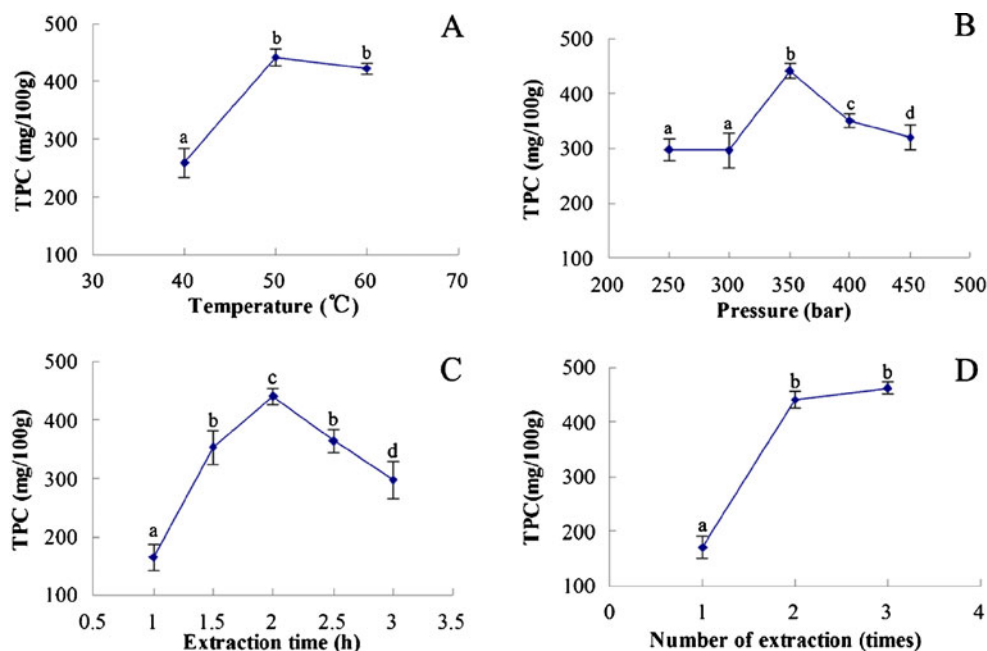 A
TPC (mg/100g)
500
400
300
200
100
a
b
b
30
40
50
60
70
Temperature (℃)
B
TPC (mg/100g)
500
400
300
200
100
a
a
b
c
d
200
250
300
350
400
450
500
Pressure (bar)
C
TPC (mg/100g)
500
400
300
200
100
a
b
c
b
d
0.5
1
1.5
2
2.5
3
3.5
Extraction time (h)
D
TPC(mg/100g)
500
400
300
200
100
a
b
b
0
1
2
3
4
Number of extraction (times)